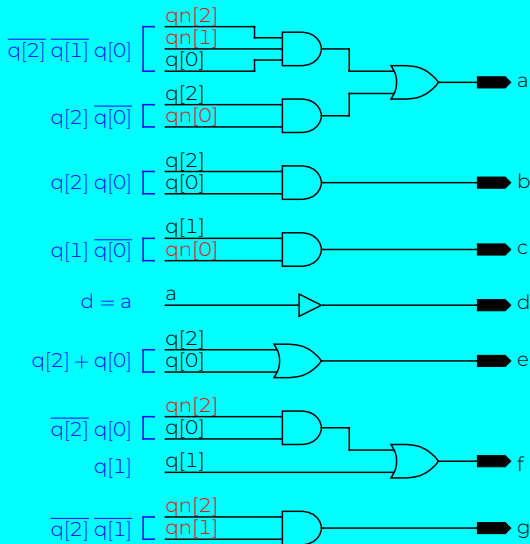 qn[2]
q̅[̅2̅]̅ q̅[̅1̅]̅ q[0] qn[1]
q[0]
a
q[2]
q[2] q̅[̅0̅]̅ qn[0]
q[2]
q[2] q[0] q[0] b
q[1]
q[1] q̅[̅0̅]̅ qn[0] c
d = a a d
q[2]
q[2] + q[0] q[0] e
qn[2]
q̅[̅2̅]̅ q[0] q[0]
q[1] q[1] f
qn[2]
q̅[̅2̅]̅ q̅[̅1̅]̅ qn[1] g